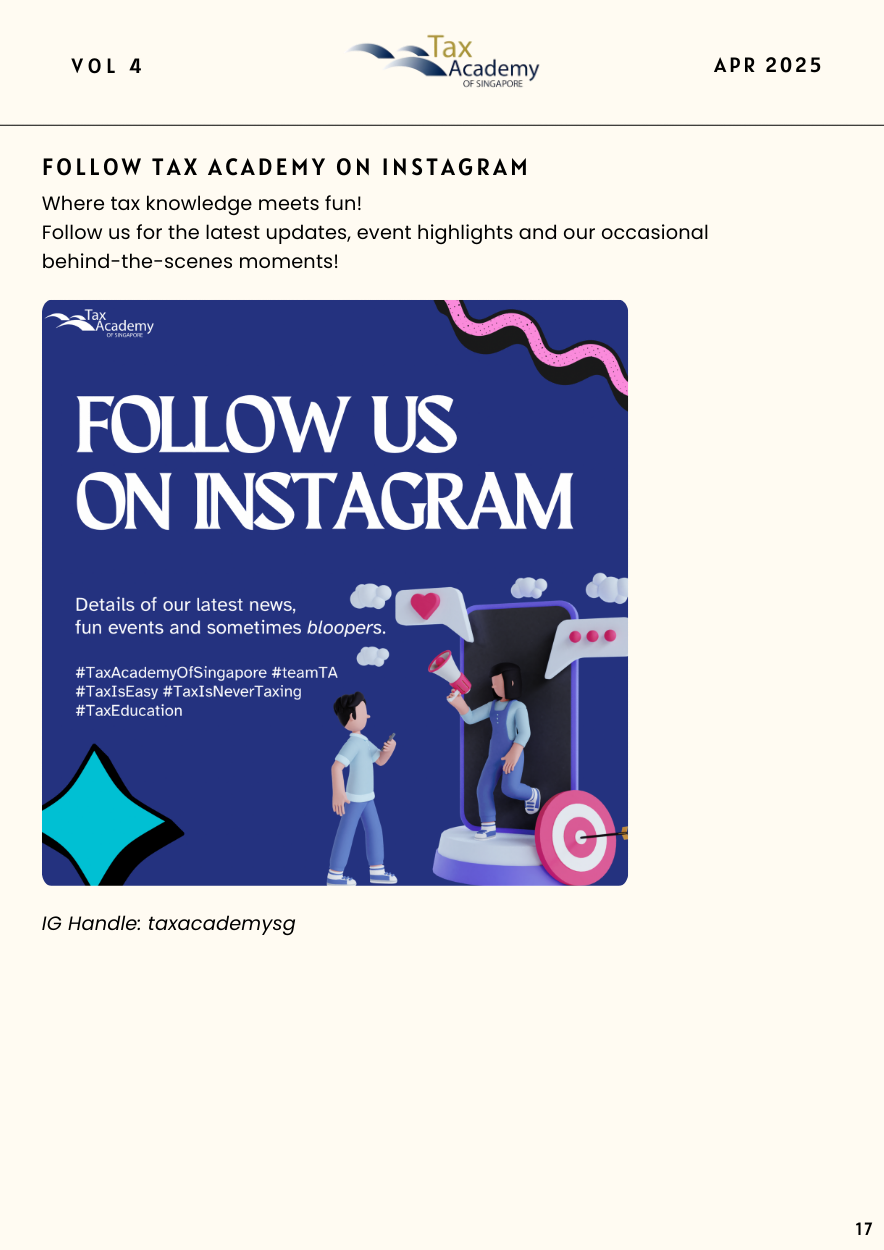 VOL 4
Tax
Academy
OF SINGAPORE
APR 2025
FOLLOW TAX ACADEMY ON INSTAGRAM
Where tax knowledge meets fun!
Follow us for the latest updates, event highlights and our occasional
behind-the-scenes moments!
Tax
Academy
OF SINGAPORE
FOLLOW US
ON INSTAGRAM
Details of our latest news,
fun events and sometimes bloopers.
#TaxAcademyOfSingapore #teamTA
#TaxIsEasy #TaxIsNeverTaxing
#TaxEducation
IG Handle: taxacademysg
17